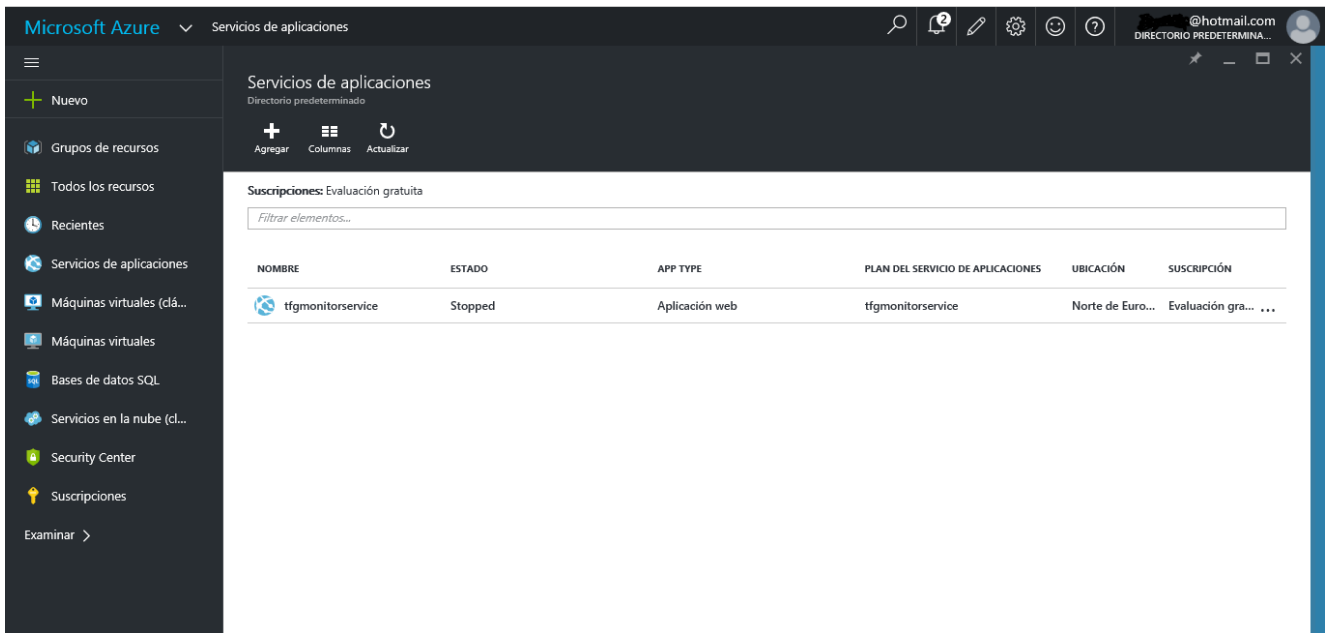 Microsoft Azure Servicios de aplicaciones 2 @hotmail.com
DIRECTORIO PREDETERMINA...
Nuevo
Grupos de recursos
Todos los recursos
Recientes
Servicios de aplicaciones
Máquinas virtuales (clá...
Máquinas virtuales
Bases de datos SQL
Servicios en la nube (cl...
Security Center
Suscripciones
Examinar >
Servicios de aplicaciones
Directorio predeterminado
Agregar Columnas Actualizar
Suscripciones: Evaluación gratuita
Filtrar elementos...
NOMBRE ESTADO APP TYPE PLAN DEL SERVICIO DE APLICACIONES UBICACIÓN SUSCRIPCIÓN
tfgmonitorservice Stopped Aplicación web tfgmonitorservice Norte de Euro... Evaluación gra... ...